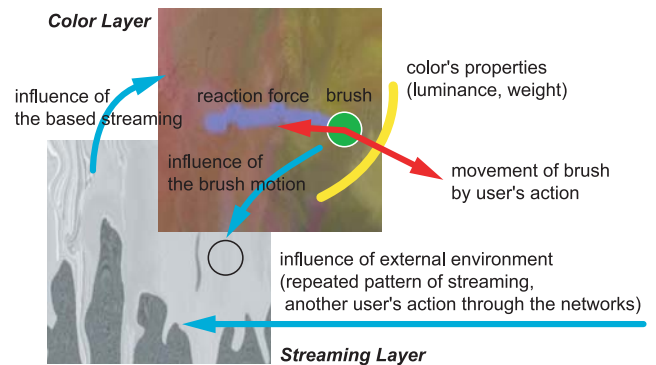 Color Layer
influence of
the based streaming
reaction force
brush
color's properties
(luminance, weight)
influence of
the brush motion
movement of brush
by user's action
influence of external environment
(repeated pattern of streaming,
another user's action through the networks)
Streaming Layer